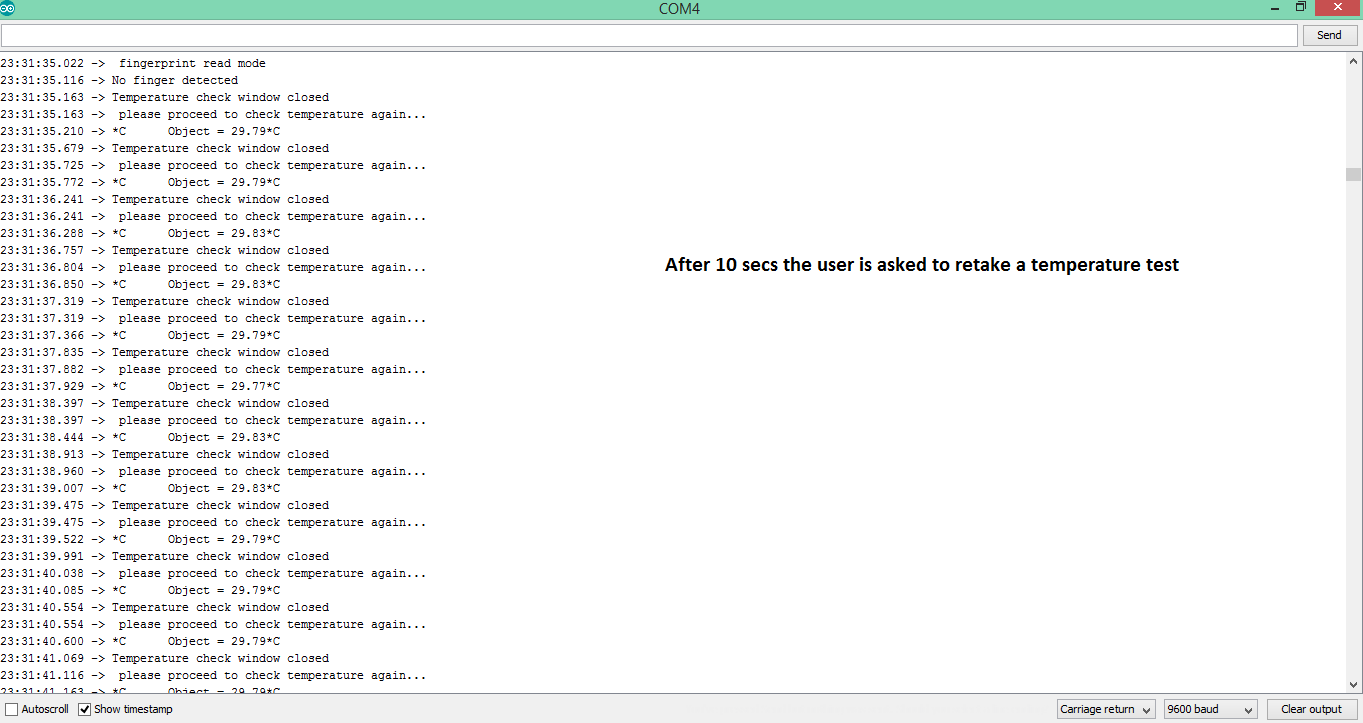 COM4
Send
23:31:35.022 ->  fingerprint read mode
23:31:35.116 -> No finger detected
23:31:35.163 -> Temperature check window closed
23:31:35.163 ->  please proceed to check temperature again...
23:31:35.210 -> *C      Object = 29.79*C
23:31:35.679 -> Temperature check window closed
23:31:35.725 ->  please proceed to check temperature again...
23:31:35.772 -> *C      Object = 29.79*C
23:31:36.241 -> Temperature check window closed
23:31:36.241 ->  please proceed to check temperature again...
23:31:36.288 -> *C      Object = 29.83*C
23:31:36.757 -> Temperature check window closed
After 10 secs the user is asked to retake a temperature test
23:31:36.804 ->  please proceed to check temperature again...
23:31:36.850 -> *C      Object = 29.83*C
23:31:37.319 -> Temperature check window closed
23:31:37.319 ->  please proceed to check temperature again...
23:31:37.366 -> *C      Object = 29.79*C
23:31:37.835 -> Temperature check window closed
23:31:37.882 ->  please proceed to check temperature again...
23:31:37.929 -> *C      Object = 29.77*C
23:31:38.397 -> Temperature check window closed
23:31:38.397 ->  please proceed to check temperature again...
23:31:38.444 -> *C      Object = 29.83*C
23:31:38.913 -> Temperature check window closed
23:31:38.960 ->  please proceed to check temperature again...
23:31:39.007 -> *C      Object = 29.83*C
23:31:39.475 -> Temperature check window closed
23:31:39.475 ->  please proceed to check temperature again...
23:31:39.522 -> *C      Object = 29.79*C
23:31:39.991 -> Temperature check window closed
23:31:40.038 ->  please proceed to check temperature again...
23:31:40.085 -> *C      Object = 29.79*C
23:31:40.554 -> Temperature check window closed
23:31:40.554 ->  please proceed to check temperature again...
23:31:40.600 -> *C      Object = 29.79*C
23:31:41.069 -> Temperature check window closed
23:31:41.116 ->  please proceed to check temperature again...
23:31:41.163 -> *C      Object = 29.79*C
Autoscroll Show timestamp Carriage return 9600 baud Clear output